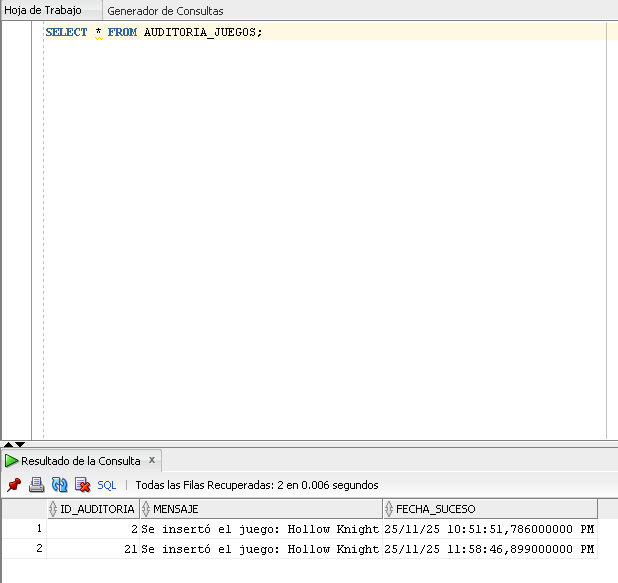 Hoja de Trabajo Generador de Consultas
SELECT * FROM AUDITORIA_JUEGOS;
Resultado de la Consulta x
SQL | Todas las Filas Recuperadas: 2 en 0.006 segundos
ID_AUDITORIA MENSAJE FECHA_SUCESO
1 2 Se insertó el juego: Hollow Knight 25/11/25 10:51:51,786000000 PM
2 21 Se insertó el juego: Hollow Knight 25/11/25 11:58:46,899000000 PM